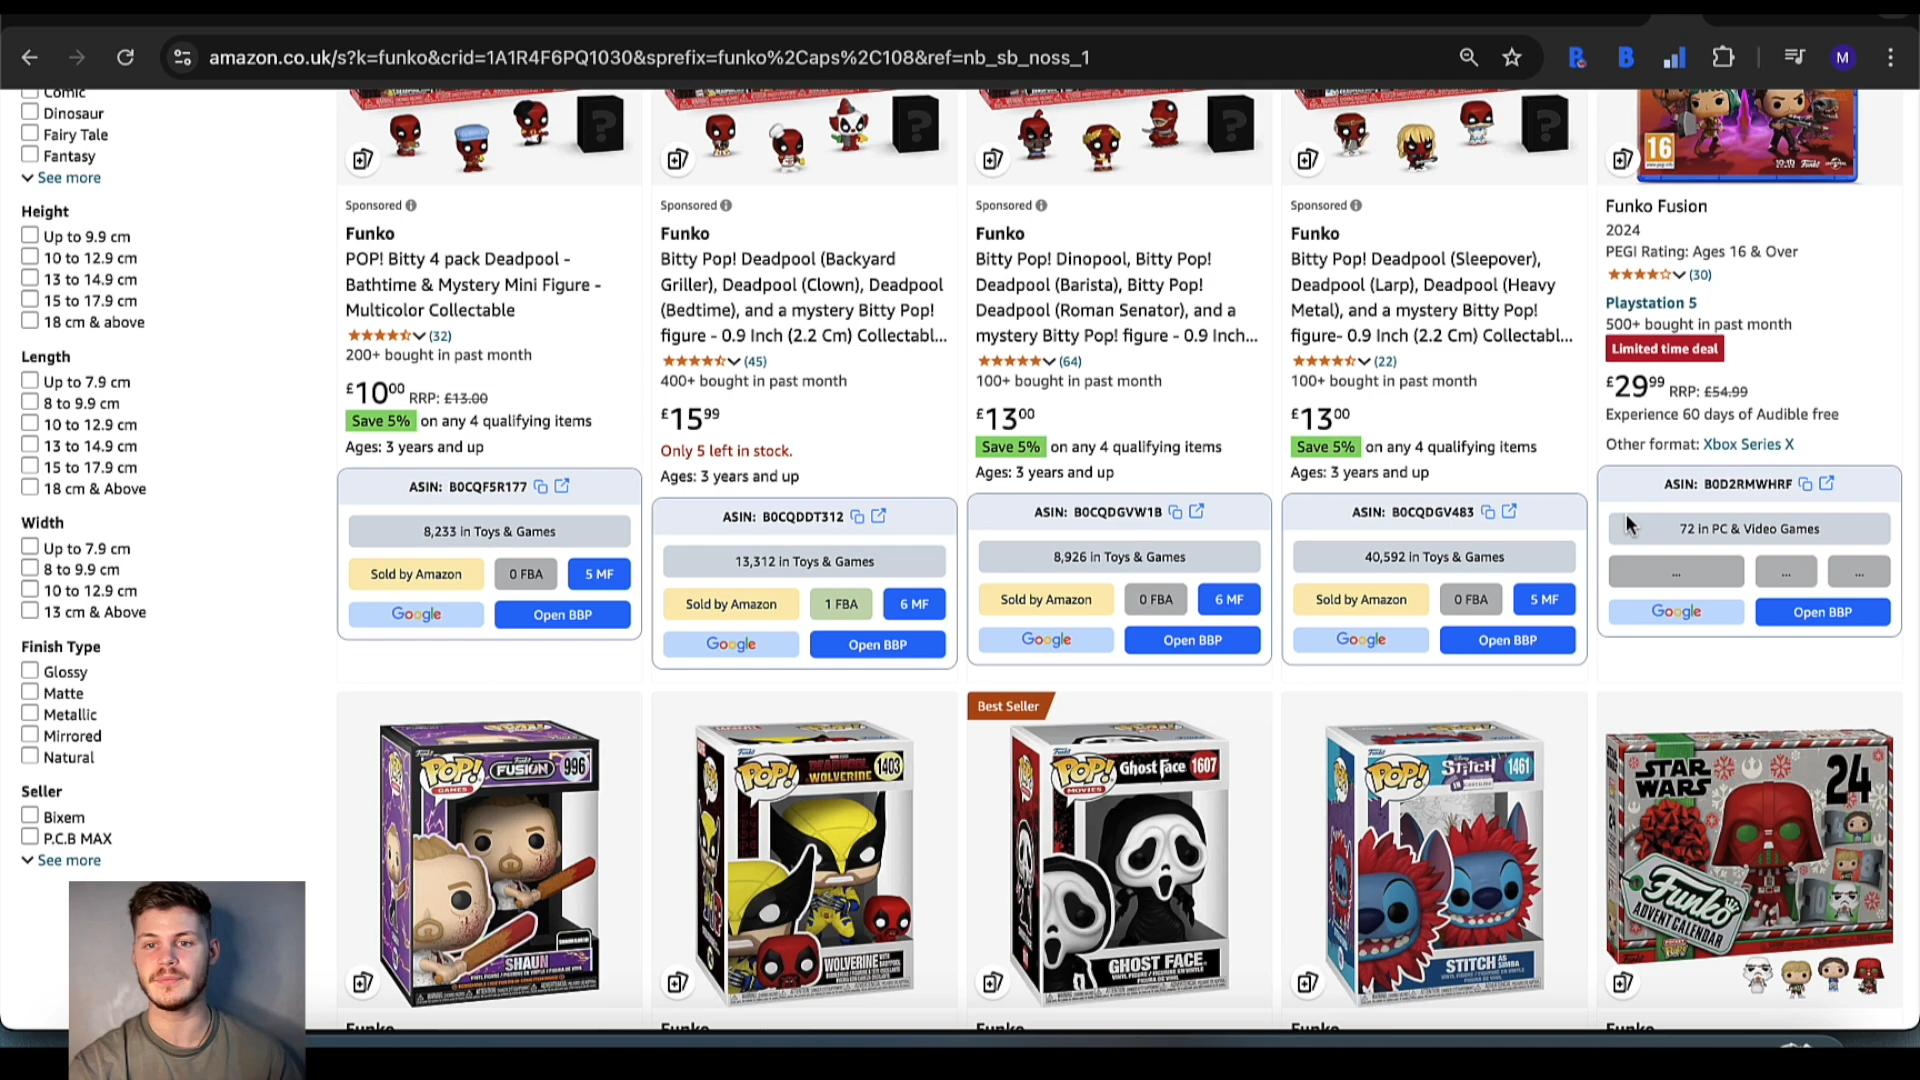 amazon.co.uk/s?k=funko&crid=1A1R4F6PQ1030&sprefix=funko%2Caps%2C108&ref=nb_sb_noss_1
M
Comic
Dinosaur
Fairy Tale
Fantasy
See more
Height
Up to 9.9 cm
10 to 12.9 cm
13 to 14.9 cm
15 to 17.9 cm
18 cm & above
Length
Up to 7.9 cm
8 to 9.9 cm
10 to 12.9 cm
13 to 14.9 cm
15 to 17.9 cm
18 cm & Above
Width
Up to 7.9 cm
8 to 9.9 cm
10 to 12.9 cm
13 cm & Above
Finish Type
Glossy
Matte
Metallic
Mirrored
Natural
Seller
Bixem
P.C.B MAX
See more
Sponsored
Funko
POP! Bitty 4 pack Deadpool -
Bathtime & Mystery Mini Figure -
Multicolor Collectable
(32)
200+ bought in past month
£10.00 RRP: £13.00
Save 5% on any 4 qualifying items
Ages: 3 years and up
ASIN: B0CQF5R177
8,233 in Toys & Games
Sold by Amazon 0 FBA 5 MF
Google Open BBP
Sponsored
Funko
Bitty Pop! Deadpool (Backyard
Griller), Deadpool (Clown), Deadpool
(Bedtime), and a mystery Bitty Pop!
figure - 0.9 Inch (2.2 Cm) Collectabl...
(45)
400+ bought in past month
£15.99
Only 5 left in stock.
Ages: 3 years and up
ASIN: B0CQDDT312
13,312 in Toys & Games
Sold by Amazon 1 FBA 6 MF
Google Open BBP
Sponsored
Funko
Bitty Pop! Dinopool, Bitty Pop!
Deadpool (Barista), Bitty Pop!
Deadpool (Roman Senator), and a
mystery Bitty Pop! figure - 0.9 Inch...
(64)
100+ bought in past month
£13.00
Save 5% on any 4 qualifying items
Ages: 3 years and up
ASIN: B0CQDGVW1B
8,926 in Toys & Games
Sold by Amazon 0 FBA 6 MF
Google Open BBP
Sponsored
Funko
Bitty Pop! Deadpool (Sleepover),
Deadpool (Larp), Deadpool (Heavy
Metal), and a mystery Bitty Pop!
figure- 0.9 Inch (2.2 Cm) Collectabl...
(22)
100+ bought in past month
£13.00
Save 5% on any 4 qualifying items
Ages: 3 years and up
ASIN: B0CQDGV483
40,592 in Toys & Games
Sold by Amazon 0 FBA 5 MF
Google Open BBP
16
Funko Fusion
2024
PEGI Rating: Ages 16 & Over
(30)
Playstation 5
500+ bought in past month
Limited time deal
£29.99 RRP: £54.99
Experience 60 days of Audible free
Other format: Xbox Series X
ASIN: B0D2RMWHRF
72 in PC & Video Games
... ... ...
Google Open BBP
POP! GAMES FUSION 996
SHAUN
Funko
POP! DEADPOOL WOLVERINE 1403
WOLVERINE
Funko
Best Seller
POP! MOVIES Ghost Face 1607
GHOST FACE
Funko
POP! Stitch 1461
STITCH AS SIMBA
Funko
STAR WARS 24
Funko
ADVENT CALENDAR
Funko